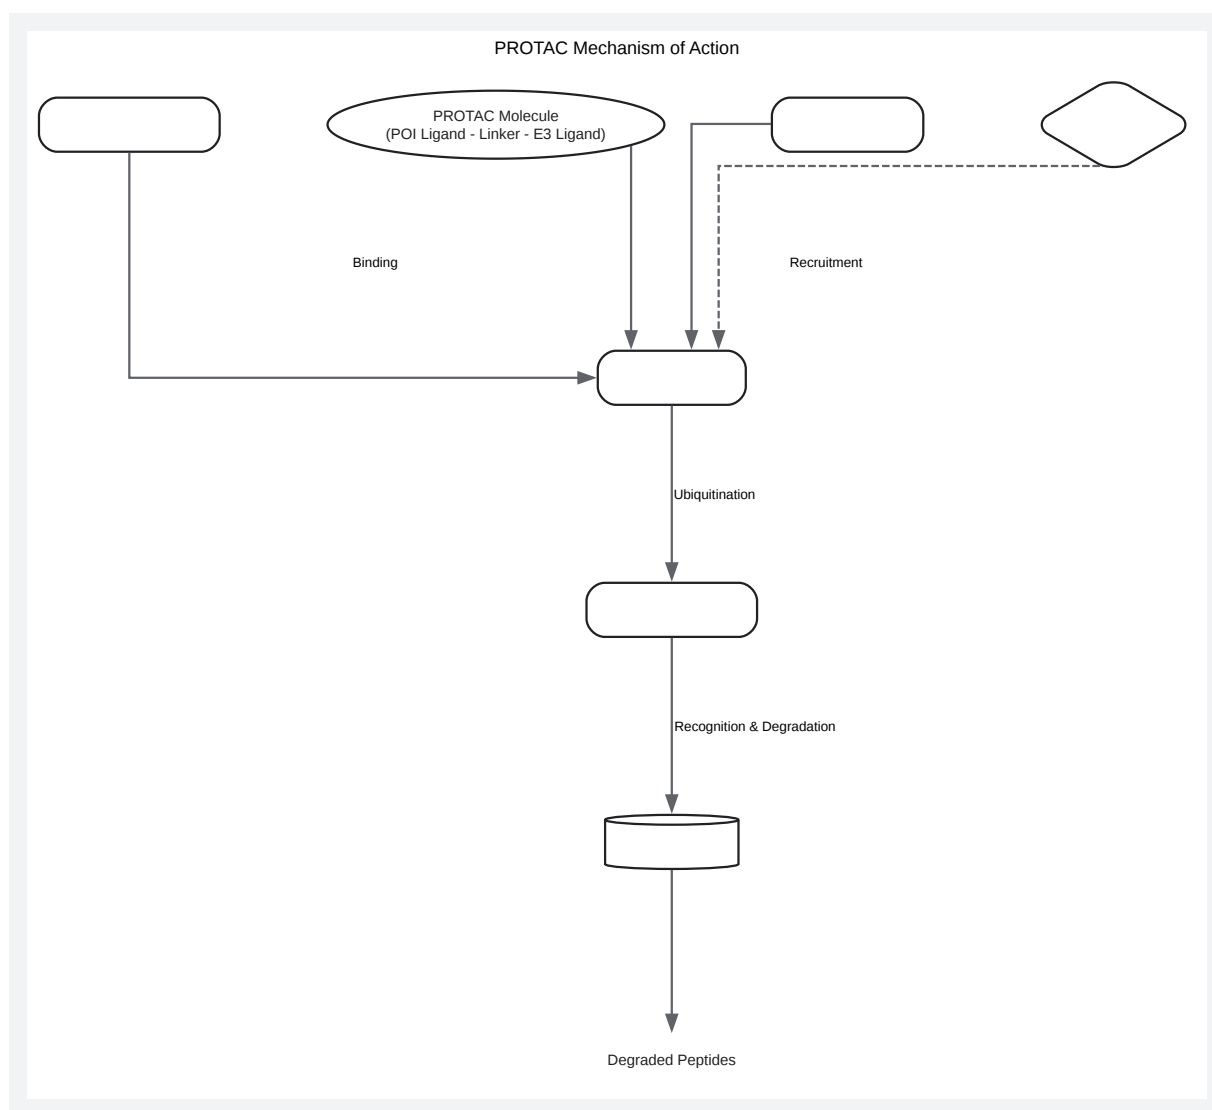 PROTAC Mechanism of Action
PROTAC Molecule
(POI Ligand - Linker - E3 Ligand)
Binding
Recruitment
Ubiquitination
Recognition & Degradation
Degraded Peptides